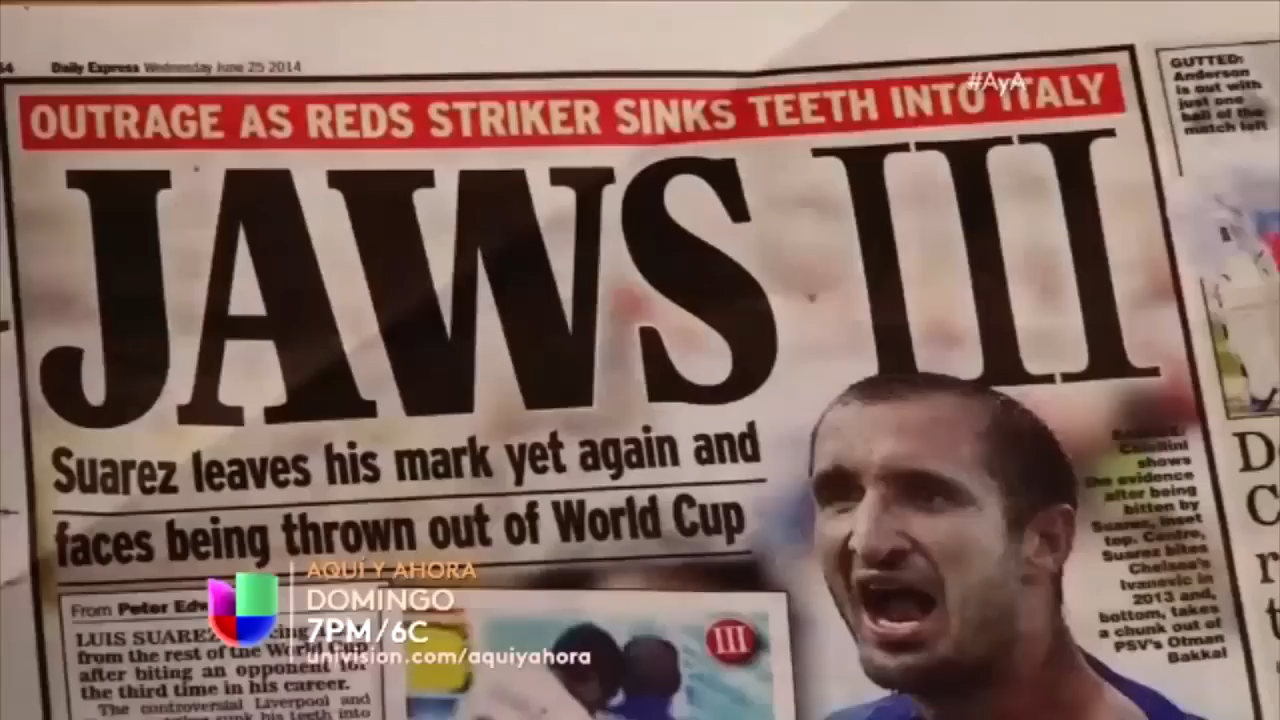 Daily Express Wednesday June 25 2014
#AyA
OUTRAGE AS REDS STRIKER SINKS TEETH INTO ITALY
JAWS III
Suarez leaves his mark yet again and
faces being thrown out of World Cup
From Peter
LUIS SUAREZ
from the rest of the World Cup
after biting an opponent for
the third time in his career.
The controversial Liverpool and
sunk his teeth into
III
Chiellini
shows
the evidence
after being
bitten by
Suarez, inset
top. Centre,
Suarez bites
Chelsea's
Ivanovic in
2013 and,
bottom, takes
a chunk out of
PSV's Otman
Bakkal
GUTTED:
Anderson
is out with
just one
ball of the
match left
AQUÍ Y AHORA
DOMINGO
7PM/6C
univision.com/aquiyahora